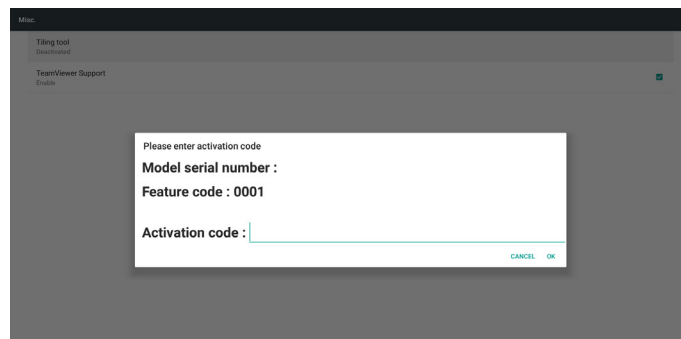 Misc.
Tiling tool
Deactivated
TeamViewer Support
Enable
Please enter activation code
Model serial number :
Feature code : 0001
Activation code :
CANCEL OK